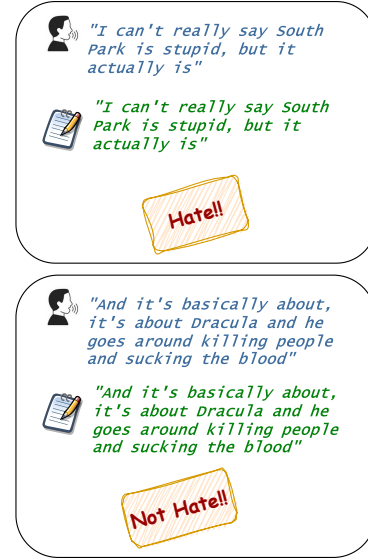 "I can't really say South
Park is stupid, but it
actually is"
"I can't really say South
Park is stupid, but it
actually is"
Hate!!
"And it's basically about,
it's about Dracula and he
goes around killing people
and sucking the blood"
"And it's basically about,
it's about Dracula and he
goes around killing people
and sucking the blood"
Not Hate!!